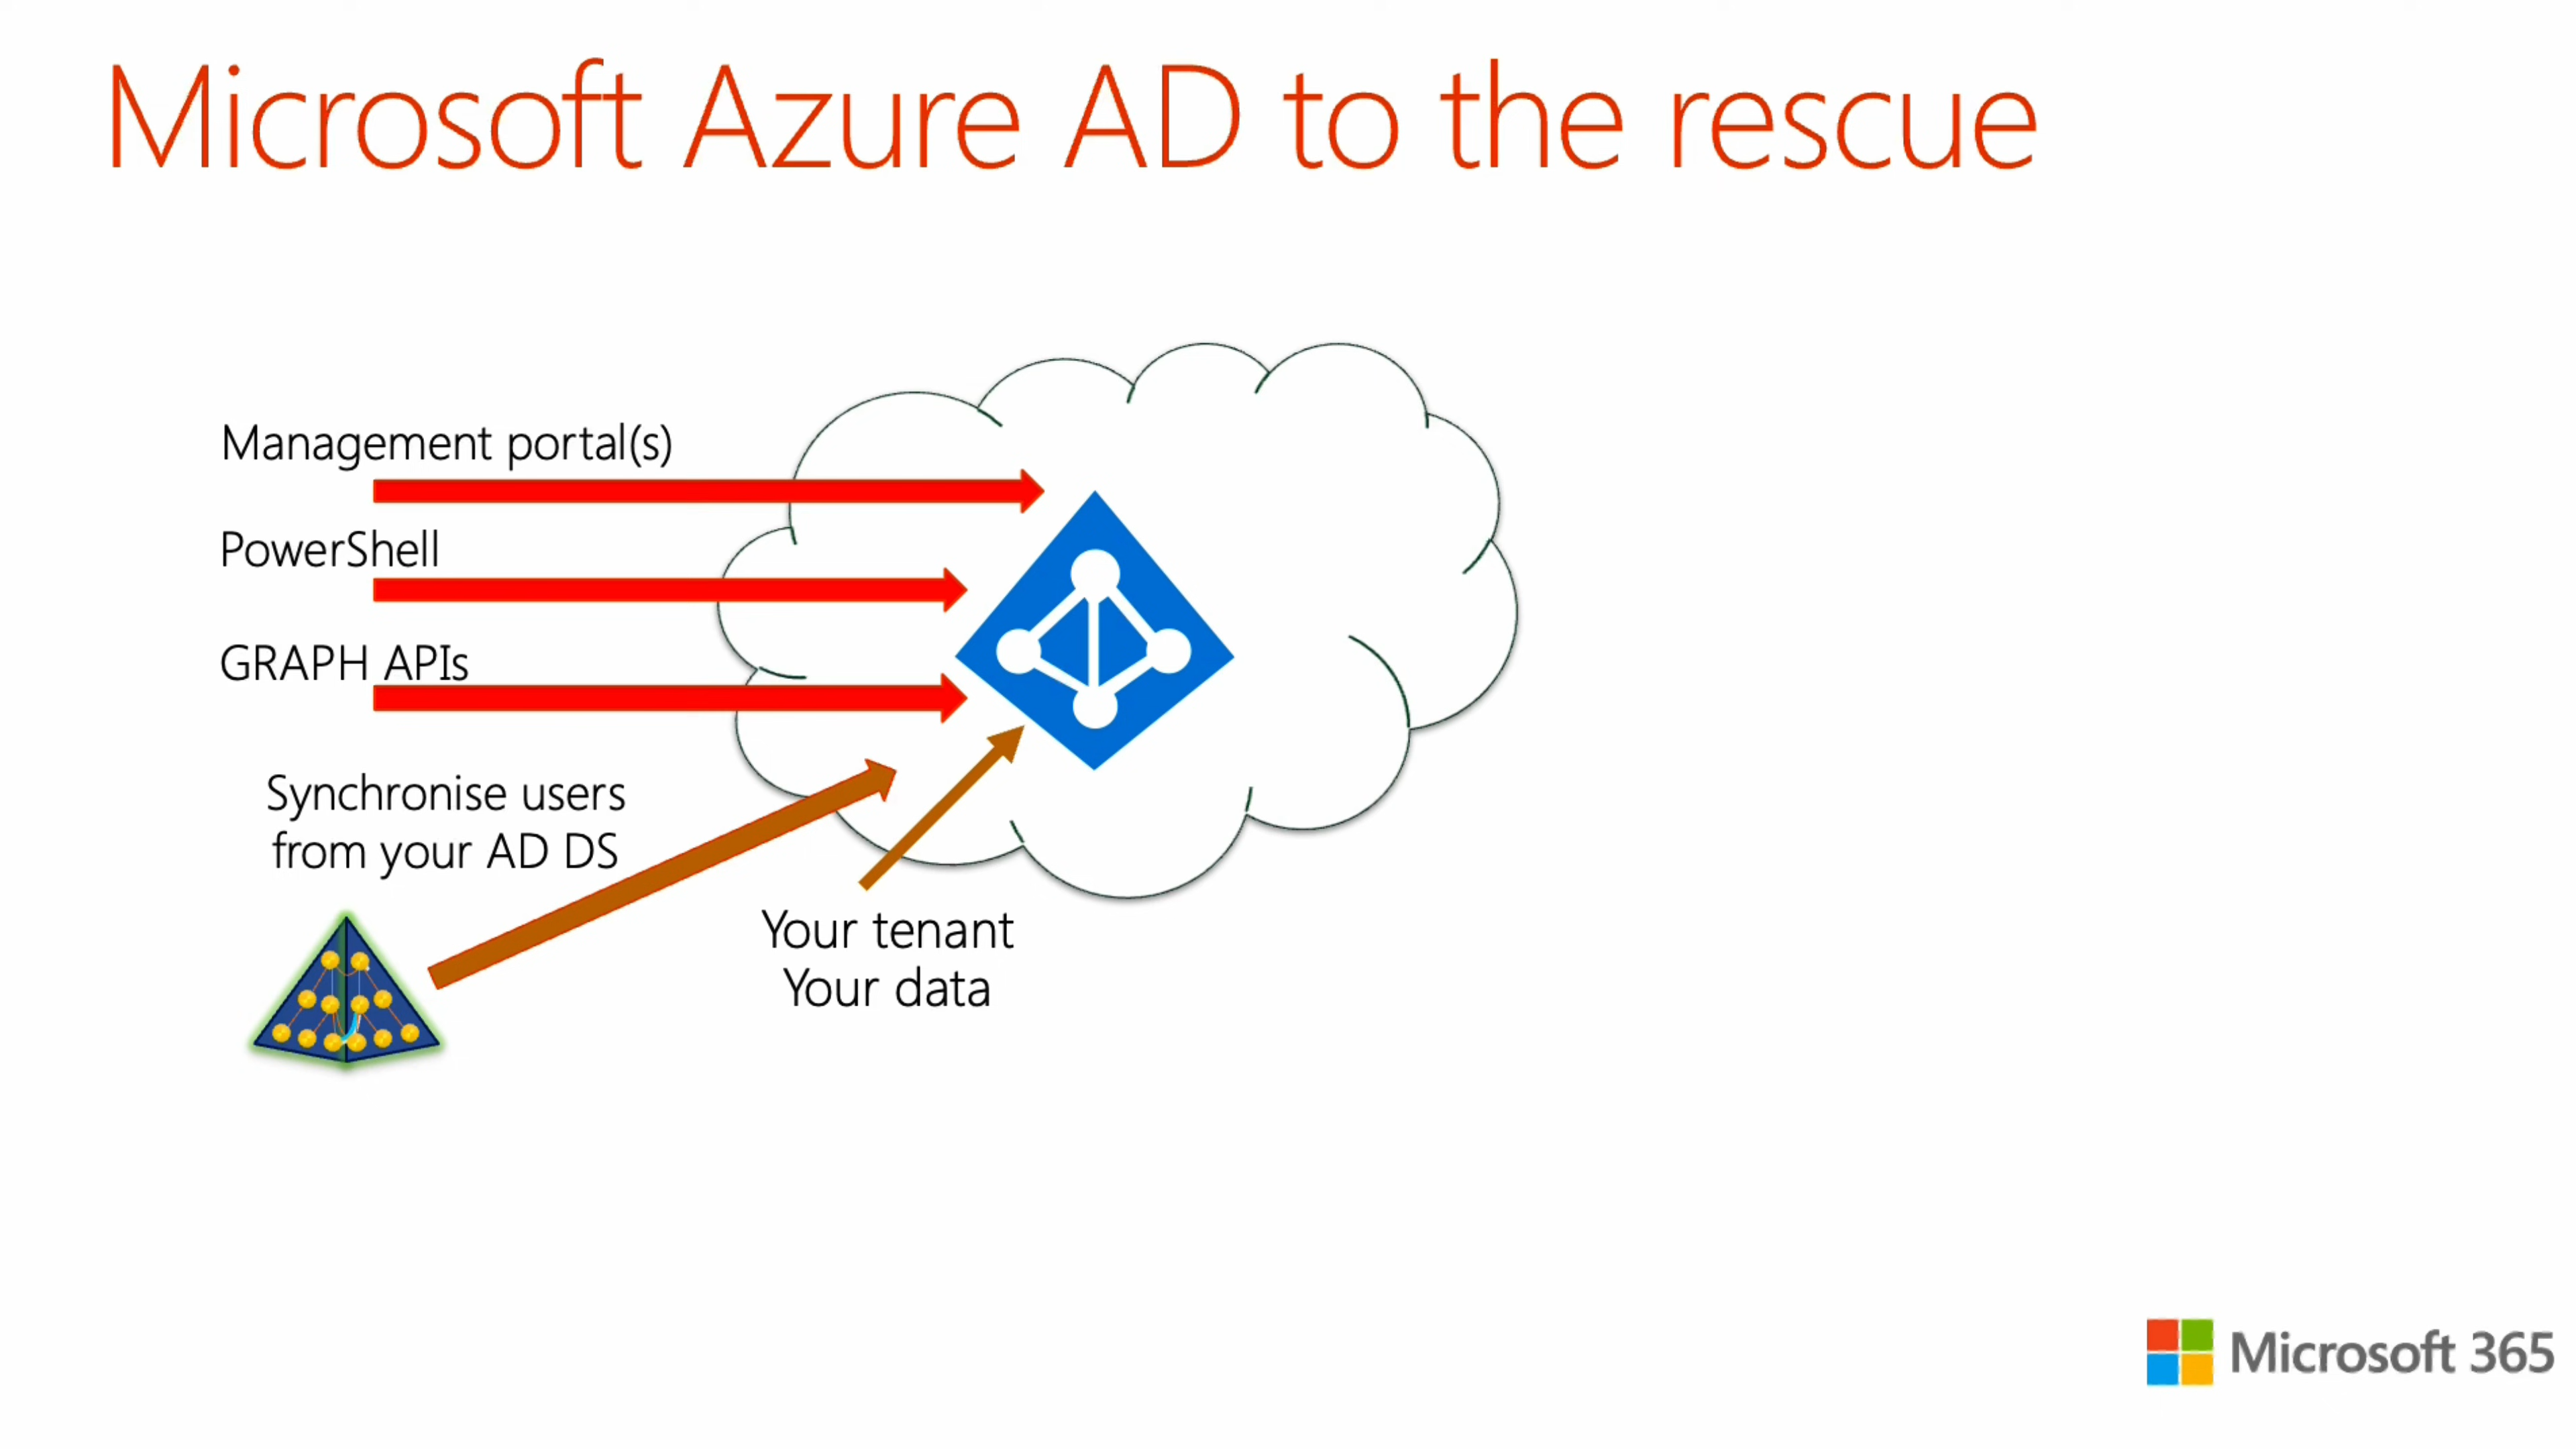 Microsoft Azure AD to the rescue
Management portal(s)
PowerShell
GRAPH APIs
Synchronise users
from your AD DS
Your tenant
Your data
Microsoft 365